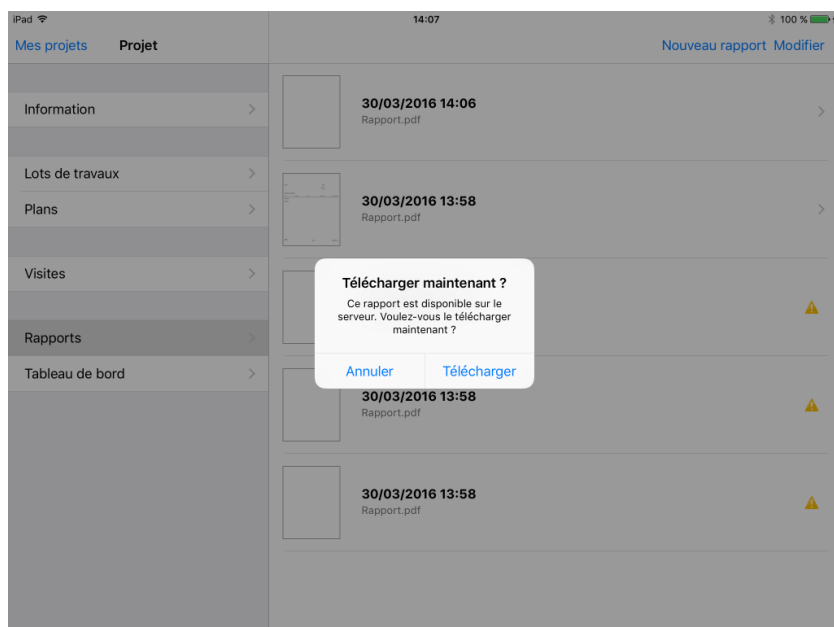 iPad
14:07
100 %
Mes projets
Projet
Nouveau rapport
Modifier
Information
Lots de travaux
Plans
Visites
Rapports
Tableau de bord
30/03/2016 14:06
Rapport.pdf
30/03/2016 13:58
Rapport.pdf
Télécharger maintenant ?
Ce rapport est disponible sur le
serveur. Voulez-vous le télécharger
maintenant ?
Annuler
Télécharger
30/03/2016 13:58
Rapport.pdf
30/03/2016 13:58
Rapport.pdf